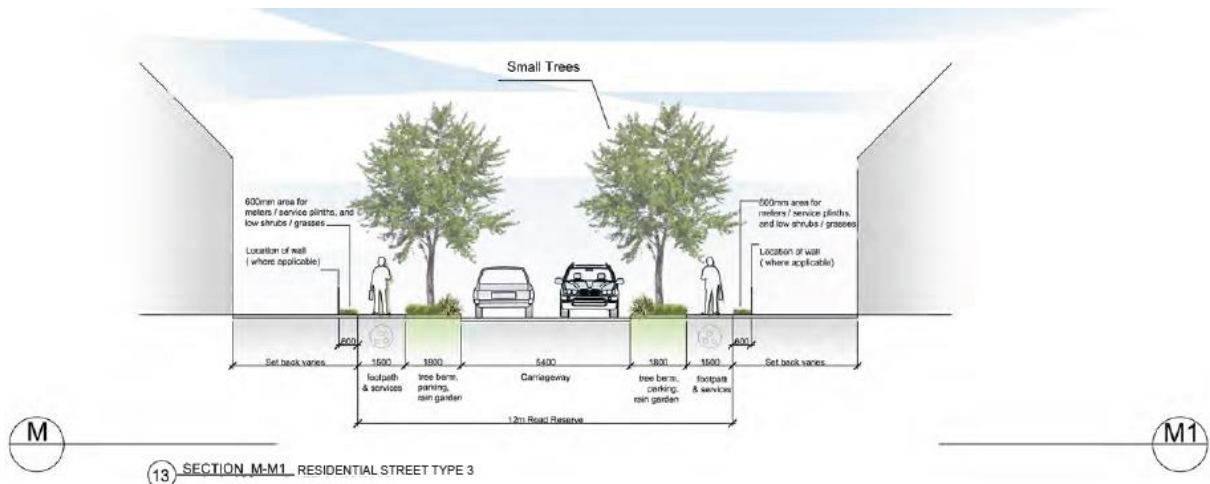 Small Trees
600mm area for
meters / service plinths, and
low shrubs / grasses
Location of wall
( where applicable)
600mm area for
meters / service plinths,
and low shrubs / grasses
Location of wall
( where applicable)
600
600
Set back varies
1500
1800
5400
1800
1500
Set back varies
footpath
& services
tree berm,
parking,
rain garden
Carriageway
tree berm,
parking,
rain garden
footpath
& services
12m Road Reserve
M
M1
13 SECTION M-M1 RESIDENTIAL STREET TYPE 3